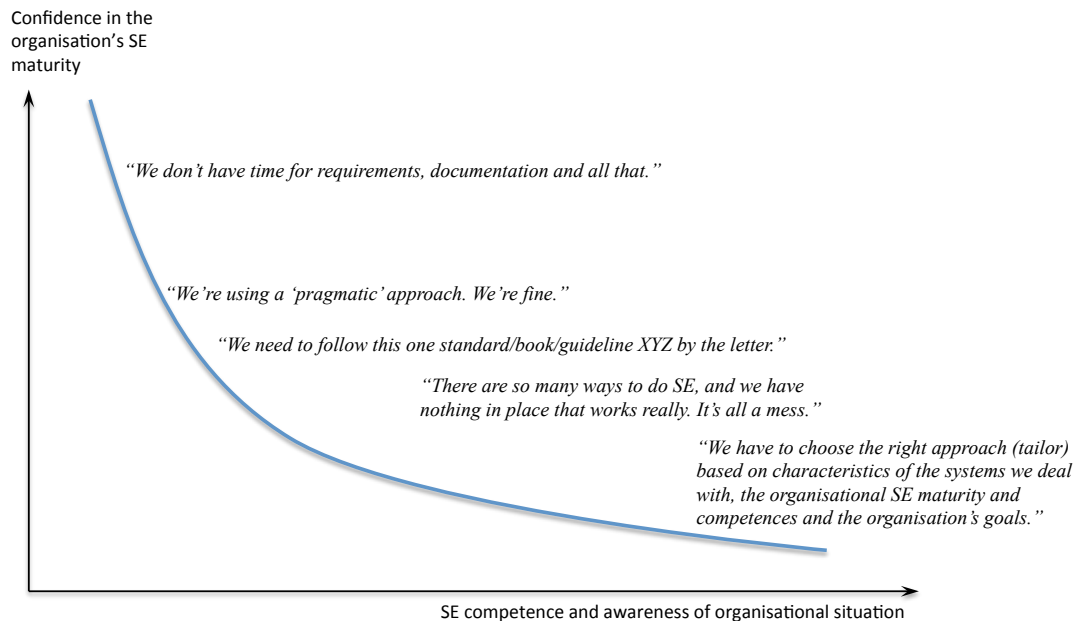 Confidence in the
organisation's SE
maturity
“We don't have time for requirements, documentation and all that.”
“We're using a ‘pragmatic’ approach. We're fine.”
“We need to follow this one standard/book/guideline XYZ by the letter.”
“There are so many ways to do SE, and we have
nothing in place that works really. It's all a mess.”
“We have to choose the right approach (tailor)
based on characteristics of the systems we deal
with, the organisational SE maturity and
competences and the organisation's goals.”
SE competence and awareness of organisational situation